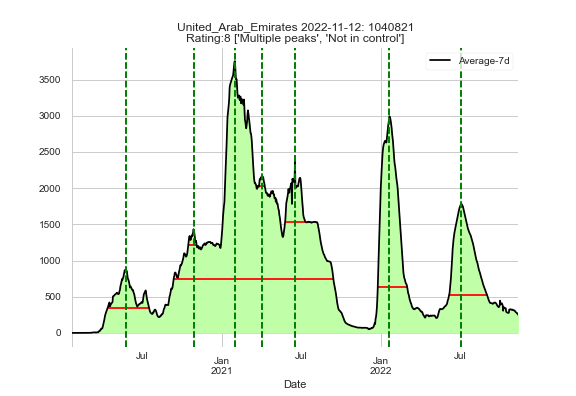 United_Arab_Emirates 2022-11-12: 1040821
Rating:8 ['Multiple peaks', 'Not in control']
Average-7d
3500
3000
2500
2000
1500
1000
500
0
Jul
Jan
2021
Jul
Jan
2022
Jul
Date